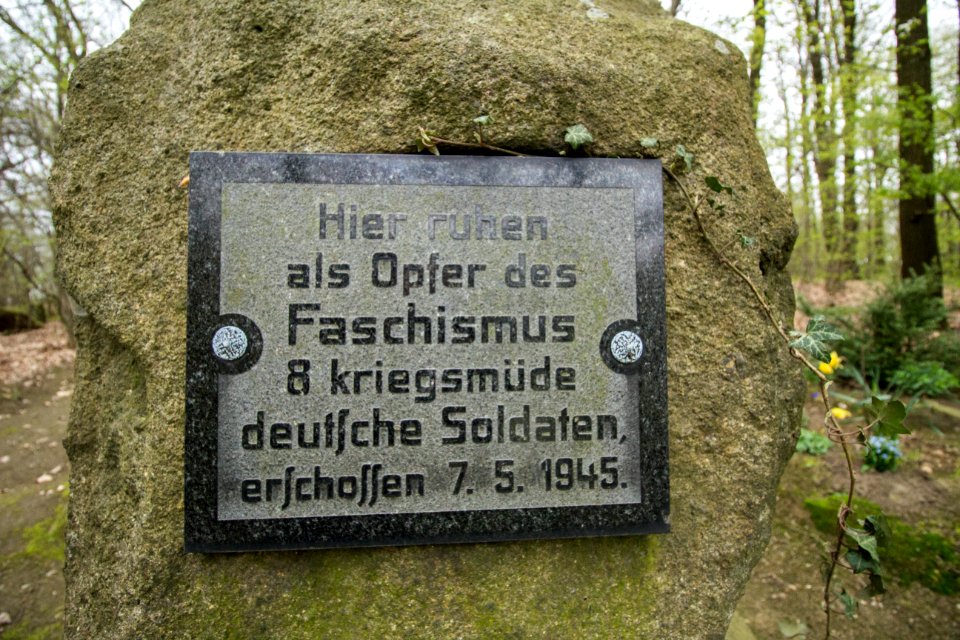 Hier ruhen
als Opfer des
Faschismus
8 kriegsmüde
deutſche Soldaten,
erſchoſſen 7. 5. 1945.